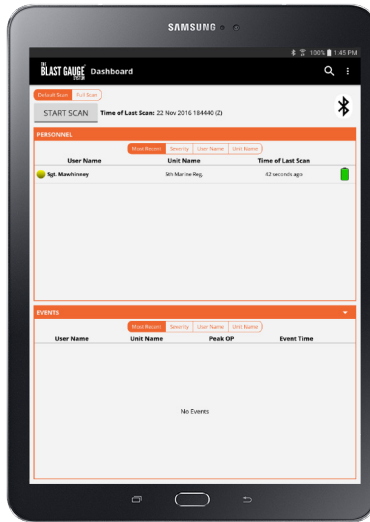 SAMSUNG
100% 1:45 PM
THE
BLAST GAUGE
SYSTEM
Dashboard
Default Scan Full Scan
START SCAN Time of Last Scan: 22 Nov 2016 184440 (Z)
PERSONNEL
Most Recent Severity User Name Unit Name
User Name Unit Name Time of Last Scan
Sgt. Mawhinney 5th Marine Reg. 42 seconds ago
EVENTS
Most Recent Severity User Name Unit Name
User Name Unit Name Peak OP Event Time
No Events